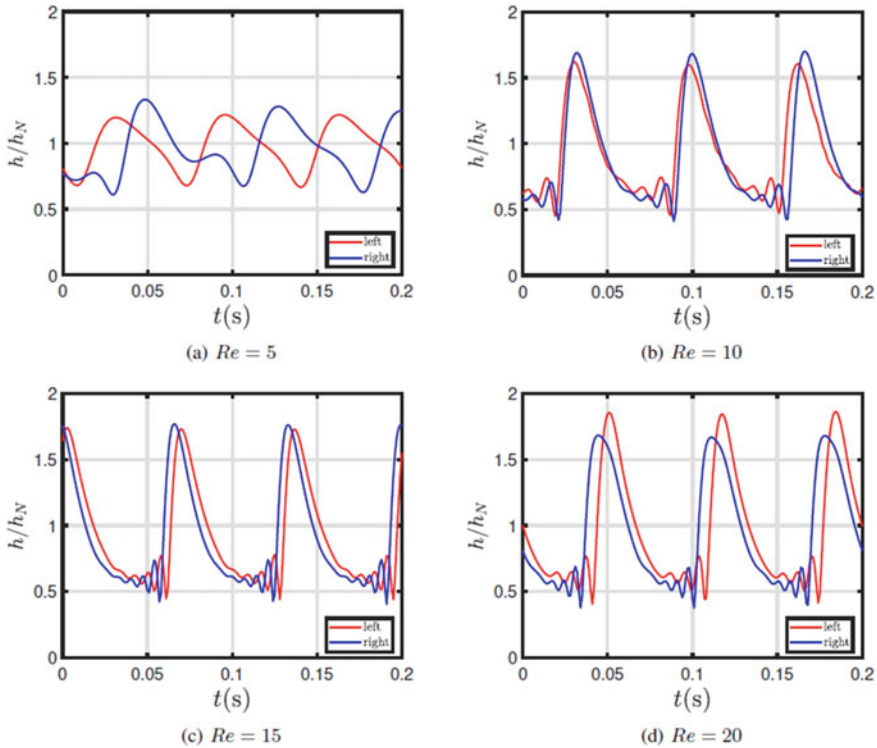 2
1.5
1
0.5
0
h/h_N
0 0.05 0.1 0.15 0.2
t(s)
left
right
(a) Re = 5
2
1.5
1
0.5
0
h/h_N
0 0.05 0.1 0.15 0.2
t(s)
left
right
(b) Re = 10
2
1.5
1
0.5
0
h/h_N
0 0.05 0.1 0.15 0.2
t(s)
left
right
(c) Re = 15
2
1.5
1
0.5
0
h/h_N
0 0.05 0.1 0.15 0.2
t(s)
left
right
(d) Re = 20